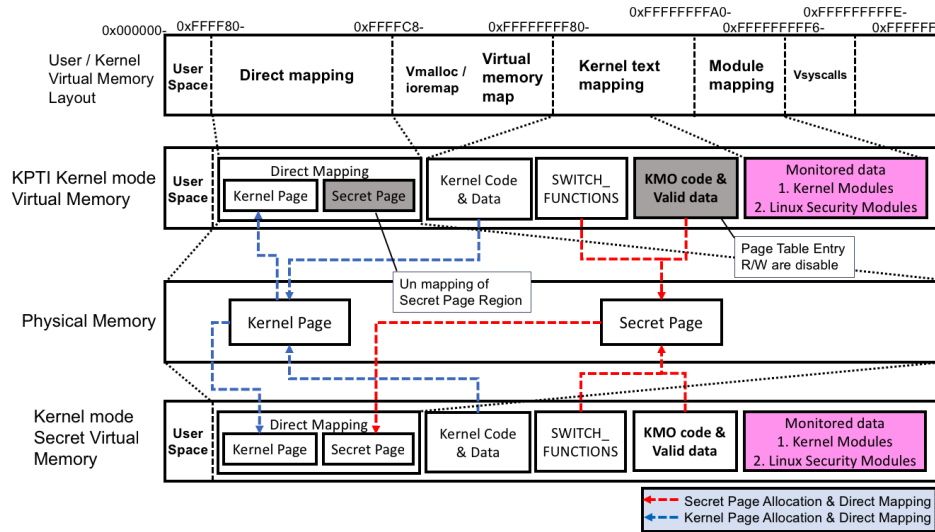 0xFFFFFFFFA0-
0xFFFFFFFFFE-
0x000000-
0xFFFF80-
0xFFFFC8-
0xFFFFFFFF80-
0xFFFFFFFFF6-
0xFFFFFF
User / Kernel
Virtual Memory
Layout
User
Space
Direct mapping
Vmalloc /
ioremap
Virtual
memory
map
Kernel text
mapping
Module
mapping
Vsyscalls
KPTI Kernel mode
Virtual Memory
User
Space
Direct Mapping
Kernel Page
Secret Page
Kernel Code
& Data
SWITCH_
FUNCTIONS
KMO code &
Valid data
Monitored data
1. Kernel Modules
2. Linux Security Modules
Page Table Entry
R/W are disable
Un mapping of
Secret Page Region
Physical Memory
Kernel Page
Secret Page
Kernel mode
Secret Virtual
Memory
User
Space
Direct Mapping
Kernel Page
Secret Page
Kernel Code
& Data
SWITCH_
FUNCTIONS
KMO code &
Valid data
Monitored data
1. Kernel Modules
2. Linux Security Modules
Secret Page Allocation & Direct Mapping
Kernel Page Allocation & Direct Mapping